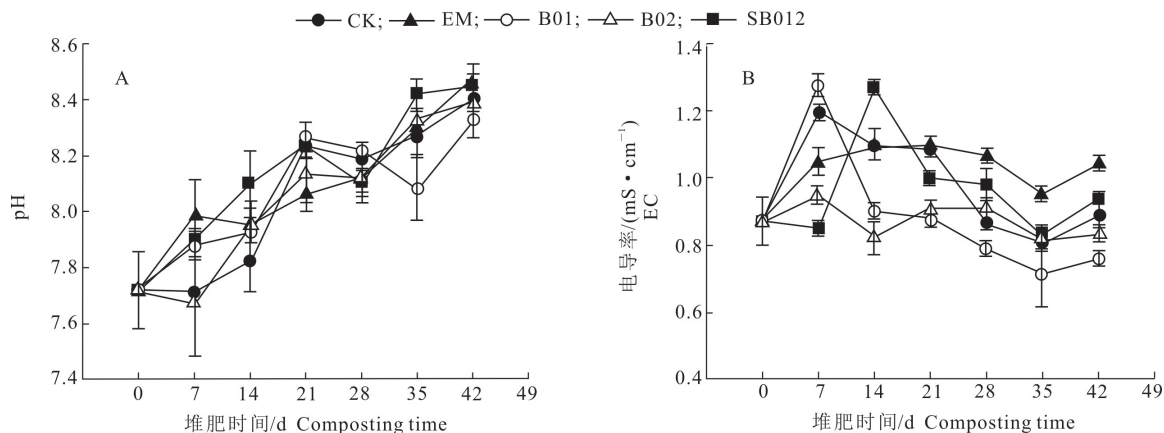 CK; EM; B01; B02; SB012
A
pH
8.6
8.4
8.2
8.0
7.8
7.6
7.4
0 7 14 21 28 35 42 49
堆肥时间/d Composting time
B
电导率/(mS·cm⁻¹)
EC
1.4
1.2
1.0
0.8
0.6
0.4
0 7 14 21 28 35 42 49
堆肥时间/d Composting time